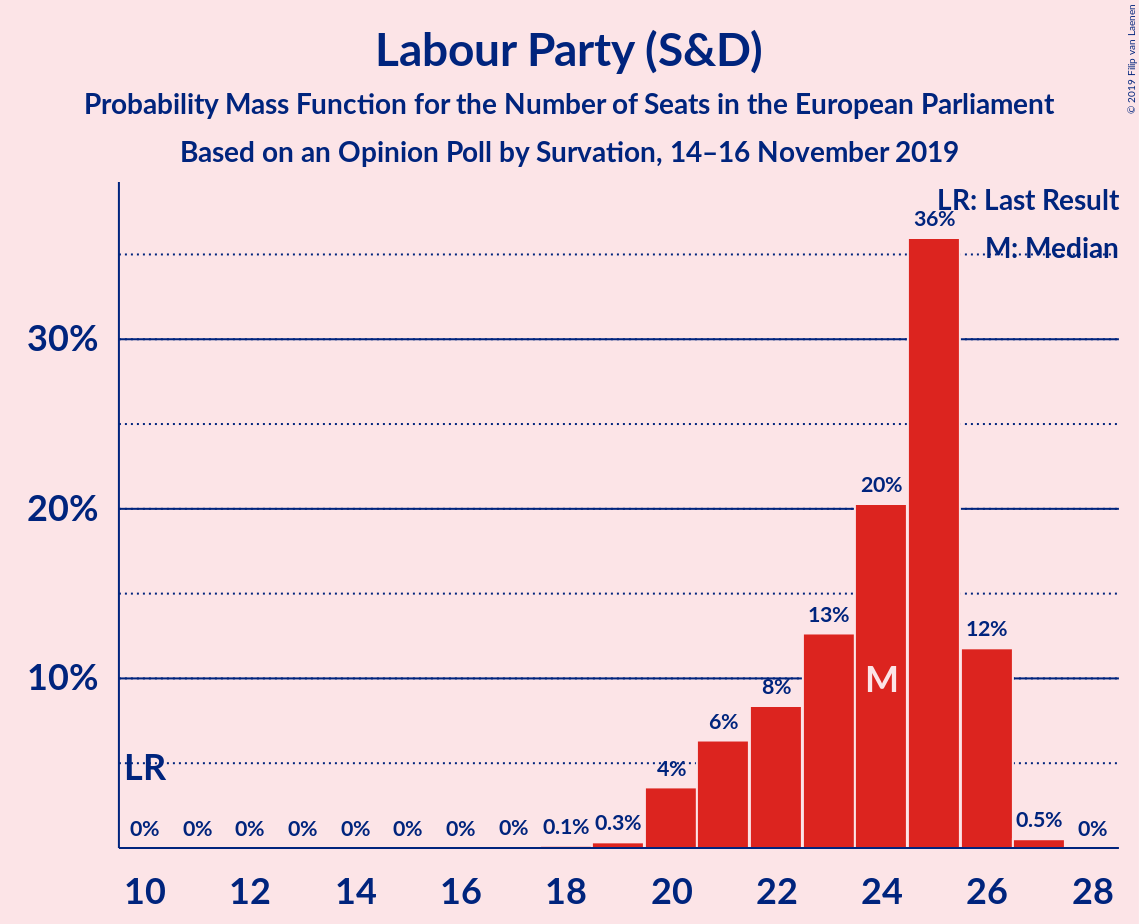 Labour Party (S&D)
Probability Mass Function for the Number of Seats in the European Parliament
Based on an Opinion Poll by Survation, 14–16 November 2019
© 2019 Filip van Laenen
LR: Last Result
M: Median
30%
20%
10%
LR
M
0%
0%
0%
0%
0%
0%
0%
0%
0.1%
0.3%
4%
6%
8%
13%
20%
36%
12%
0.5%
0%
10 12 14 16 18 20 22 24 26 28